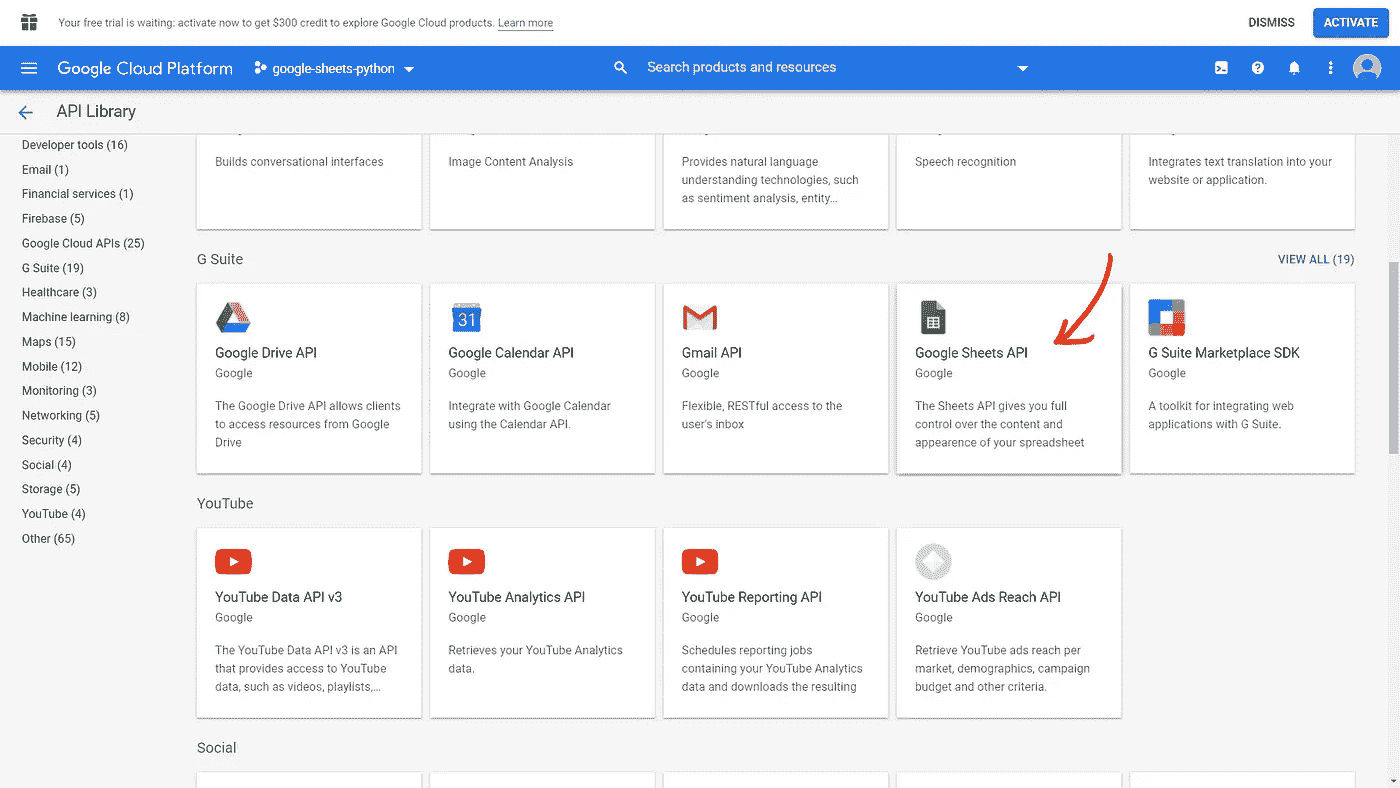 Your free trial is waiting: activate now to get $300 credit to explore Google Cloud products. Learn more
DISMISS
ACTIVATE
Google Cloud Platform
google-sheets-python
Search products and resources
API Library
Developer tools (16)
Email (1)
Financial services (1)
Firebase (5)
Google Cloud APIs (25)
G Suite (19)
Healthcare (3)
Machine learning (8)
Maps (15)
Mobile (12)
Monitoring (3)
Networking (5)
Security (4)
Social (4)
Storage (5)
YouTube (4)
Other (65)
Builds conversational interfaces
Image Content Analysis
Provides natural language
understanding technologies, such
as sentiment analysis, entity...
Speech recognition
Integrates text translation into your
website or application.
G Suite
VIEW ALL (19)
Google Drive API
Google
The Google Drive API allows clients
to access resources from Google
Drive
31
Google Calendar API
Google
Integrate with Google Calendar
using the Calendar API.
Gmail API
Google
Flexible, RESTful access to the
user's inbox
Google Sheets API
Google
The Sheets API gives you full
control over the content and
appearence of your spreadsheet
G Suite Marketplace SDK
Google
A toolkit for integrating web
applications with G Suite.
YouTube
YouTube Data API v3
Google
The YouTube Data API v3 is an API
that provides access to YouTube
data, such as videos, playlists,...
YouTube Analytics API
Google
Retrieves your YouTube Analytics
data.
YouTube Reporting API
Google
Schedules reporting jobs
containing your YouTube Analytics
data and downloads the resulting
YouTube Ads Reach API
Google
Retrieve YouTube ads reach per
market, demographics, campaign
budget and other criteria.
Social